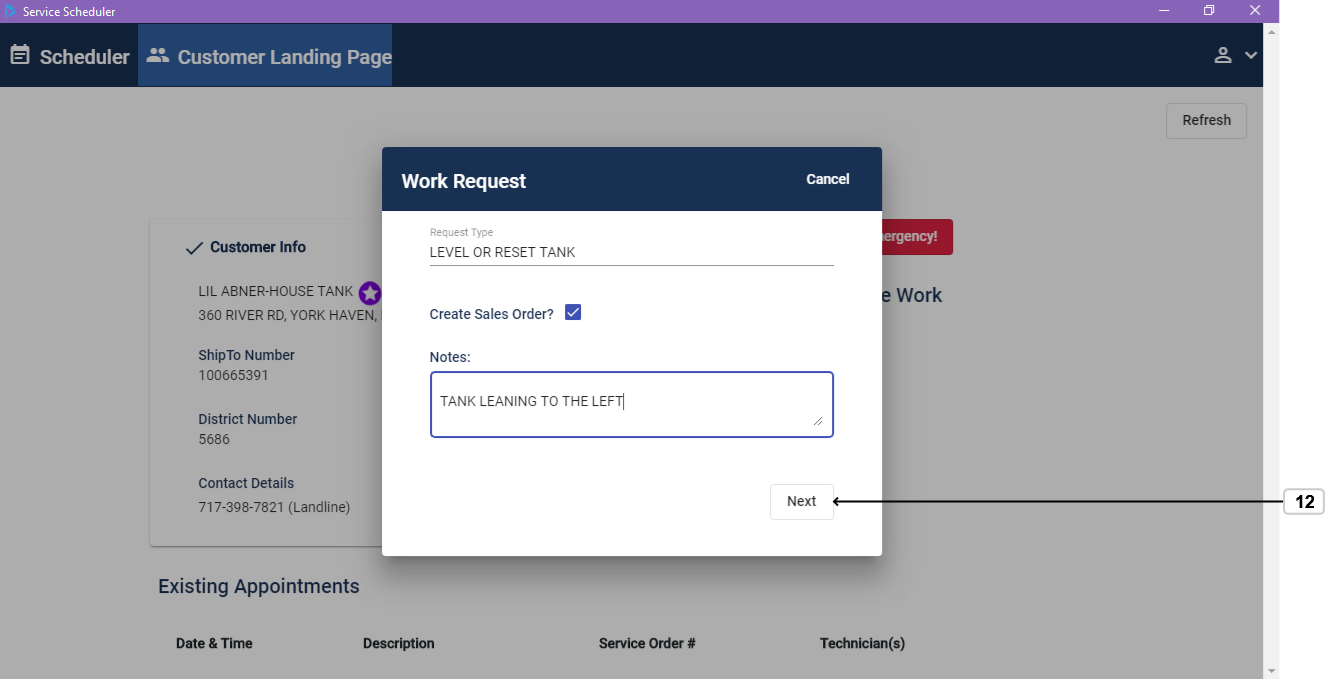 Service Scheduler
Scheduler
Customer Landing Page
Refresh
Work Request
Cancel
Request Type
LEVEL OR RESET TANK
Create Sales Order?
Notes:
TANK LEANING TO THE LEFT
Next
12
Customer Info
LIL ABNER-HOUSE TANK
360 RIVER RD, YORK HAVEN,
ShipTo Number
100665391
District Number
5686
Contact Details
717-398-7821 (Landline)
ergency!
e Work
Existing Appointments
Date & Time
Description
Service Order #
Technician(s)